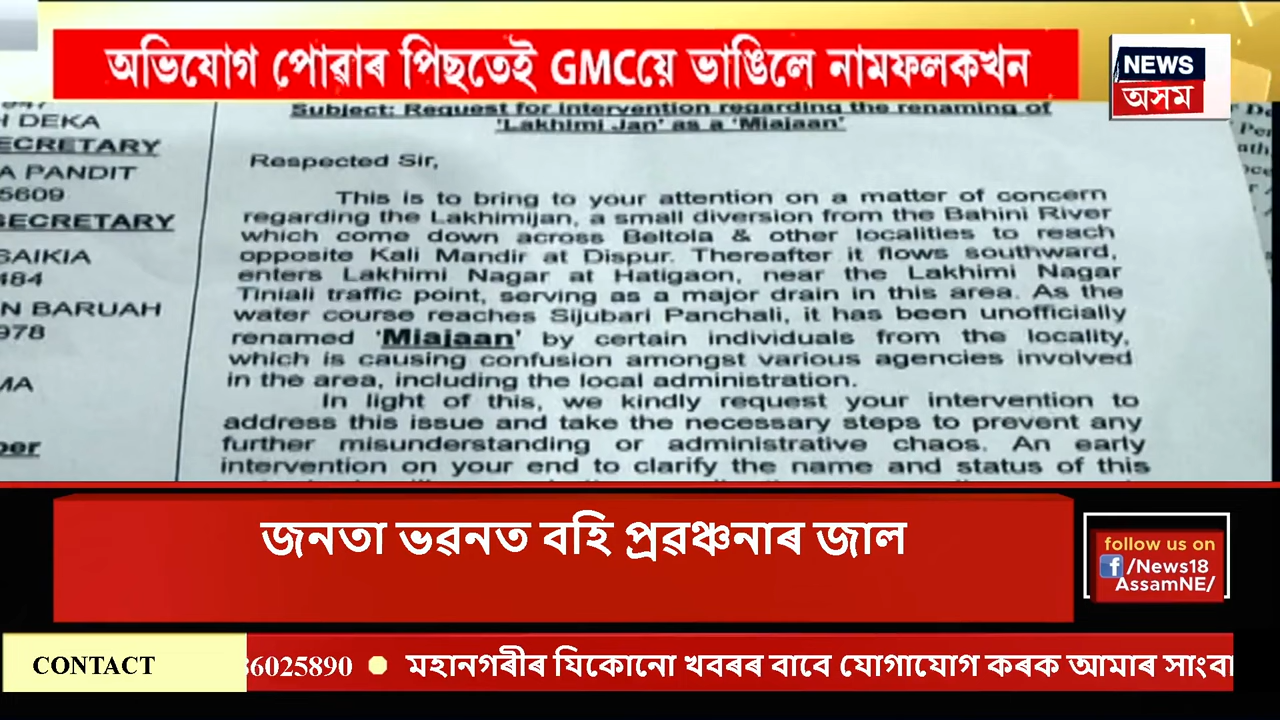 অভিযোগ পোৱাৰ পিছতেই GMCয়ে ভাঙিলে নামফলকখন
NEWS
অসম
H DEKA
ECRETARY
A PANDIT
5609
SECRETARY
SAIKIA
484
N BARUAH
978
MA
Subject: Request for intervention regarding the renaming of
'Lakhimi Jan' as a 'Miajaan'
Respected Sir,
This is to bring to your attention on a matter of concern
regarding the Lakhimijan, a small diversion from the Bahini River
which come down across Beltola & other localities to reach
opposite Kali Mandir at Dispur. Thereafter it flows southward,
enters Lakhimi Nagar at Hatigaon, near the Lakhimi Nagar
Tiniali traffic point, serving as a major drain in this area. As the
water course reaches Sijubari Panchali, it has been unofficially
renamed 'Miajaan' by certain individuals from the locality,
which is causing confusion amongst various agencies involved
in the area, including the local administration.
In light of this, we kindly request your intervention to
address this issue and take the necessary steps to prevent any
further misunderstanding or administrative chaos. An early
intervention on your end to clarify the name and status of this
জনতা ভৱনত বহি প্ৰৱঞ্চনাৰ জাল
follow us on
/News18
AssamNE/
CONTACT
86025890 মহানগৰীৰ যিকোনো খবৰৰ বাবে যোগাযোগ কৰক আমাৰ সাংবা